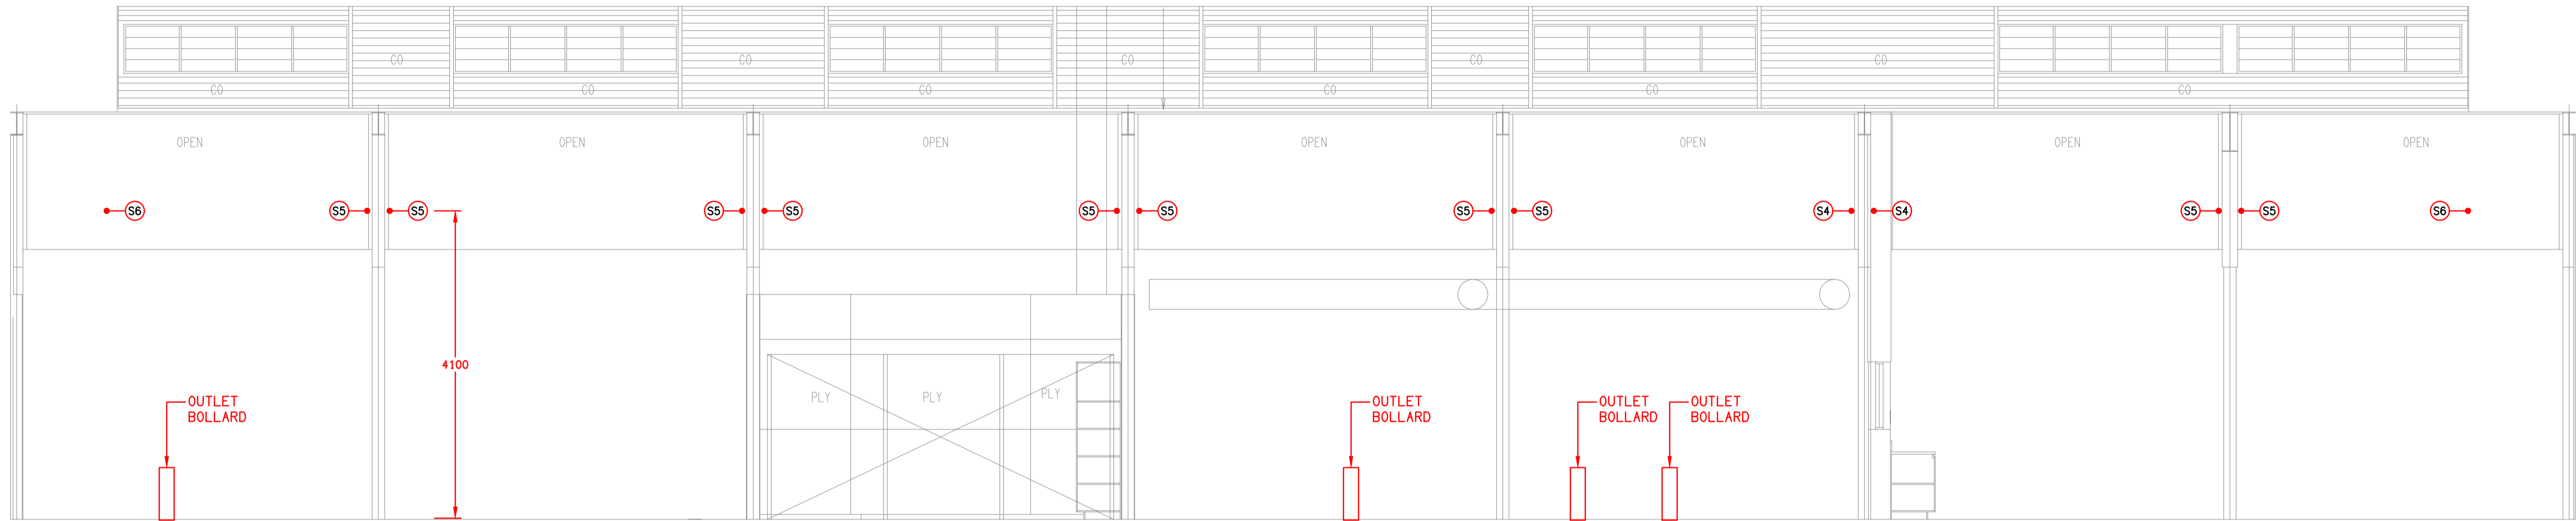 CO CO CO CO CO
CO CO CO CO CO CO
OPEN OPEN OPEN OPEN OPEN OPEN OPEN
S6 S5 S5 S5 S5 S5 S5 S5 S5 S4 S4 S5 S5 S6
4100
PLY PLY PLY
OUTLET
BOLLARD
OUTLET
BOLLARD
OUTLET
BOLLARD
OUTLET
BOLLARD